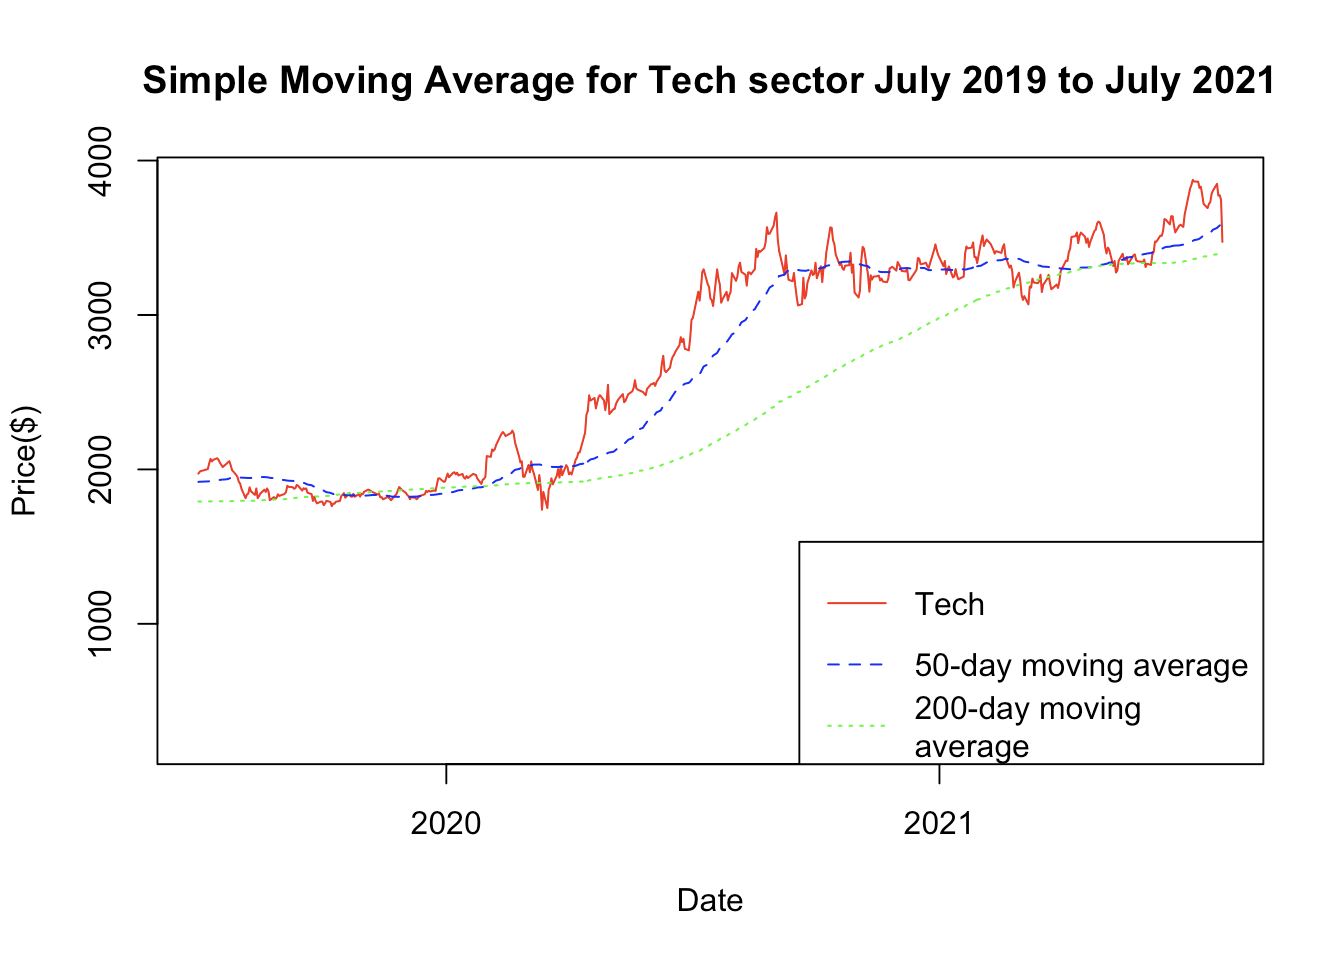 Simple Moving Average for Tech sector July 2019 to July 2021
Price($)
4000
3000
2000
1000
Tech
50-day moving average
200-day moving
average
2020
2021
Date